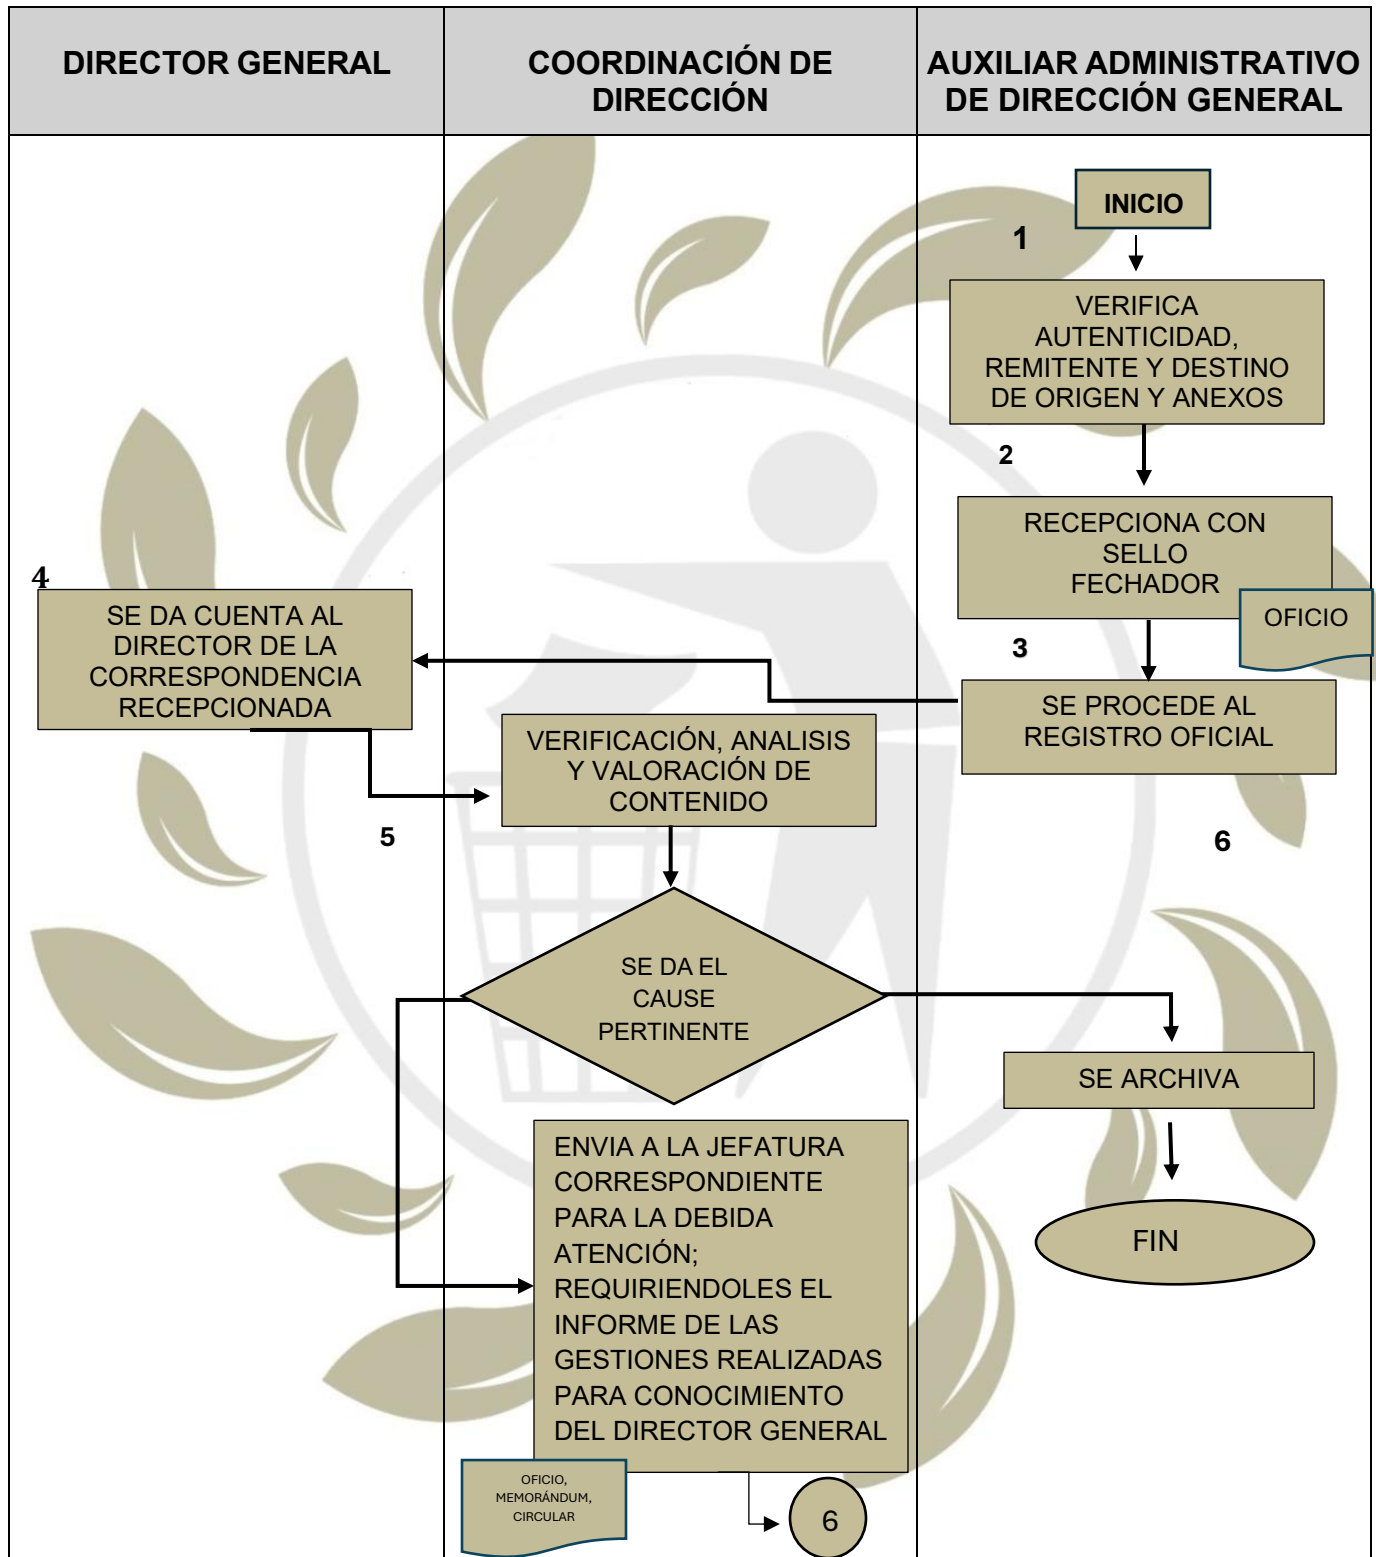 DIRECTOR GENERAL
COORDINACIÓN DE
DIRECCIÓN
AUXILIAR ADMINISTRATIVO
DE DIRECCIÓN GENERAL
INICIO
1
VERIFICA
AUTENTICIDAD,
REMITENTE Y DESTINO
DE ORIGEN Y ANEXOS
2
RECEPCIONA CON
SELLO
FECHADOR
OFICIO
3
SE PROCEDE AL
REGISTRO OFICIAL
4
SE DA CUENTA AL
DIRECTOR DE LA
CORRESPONDENCIA
RECEPCIONADA
5
VERIFICACIÓN, ANALISIS
Y VALORACIÓN DE
CONTENIDO
SE DA EL
CAUSE
PERTINENTE
6
SE ARCHIVA
FIN
ENVIA A LA JEFATURA
CORRESPONDIENTE
PARA LA DEBIDA
ATENCIÓN;
REQUIRIENDOLES EL
INFORME DE LAS
GESTIONES REALIZADAS
PARA CONOCIMIENTO
DEL DIRECTOR GENERAL
OFICIO,
MEMORÁNDUM,
CIRCULAR
6